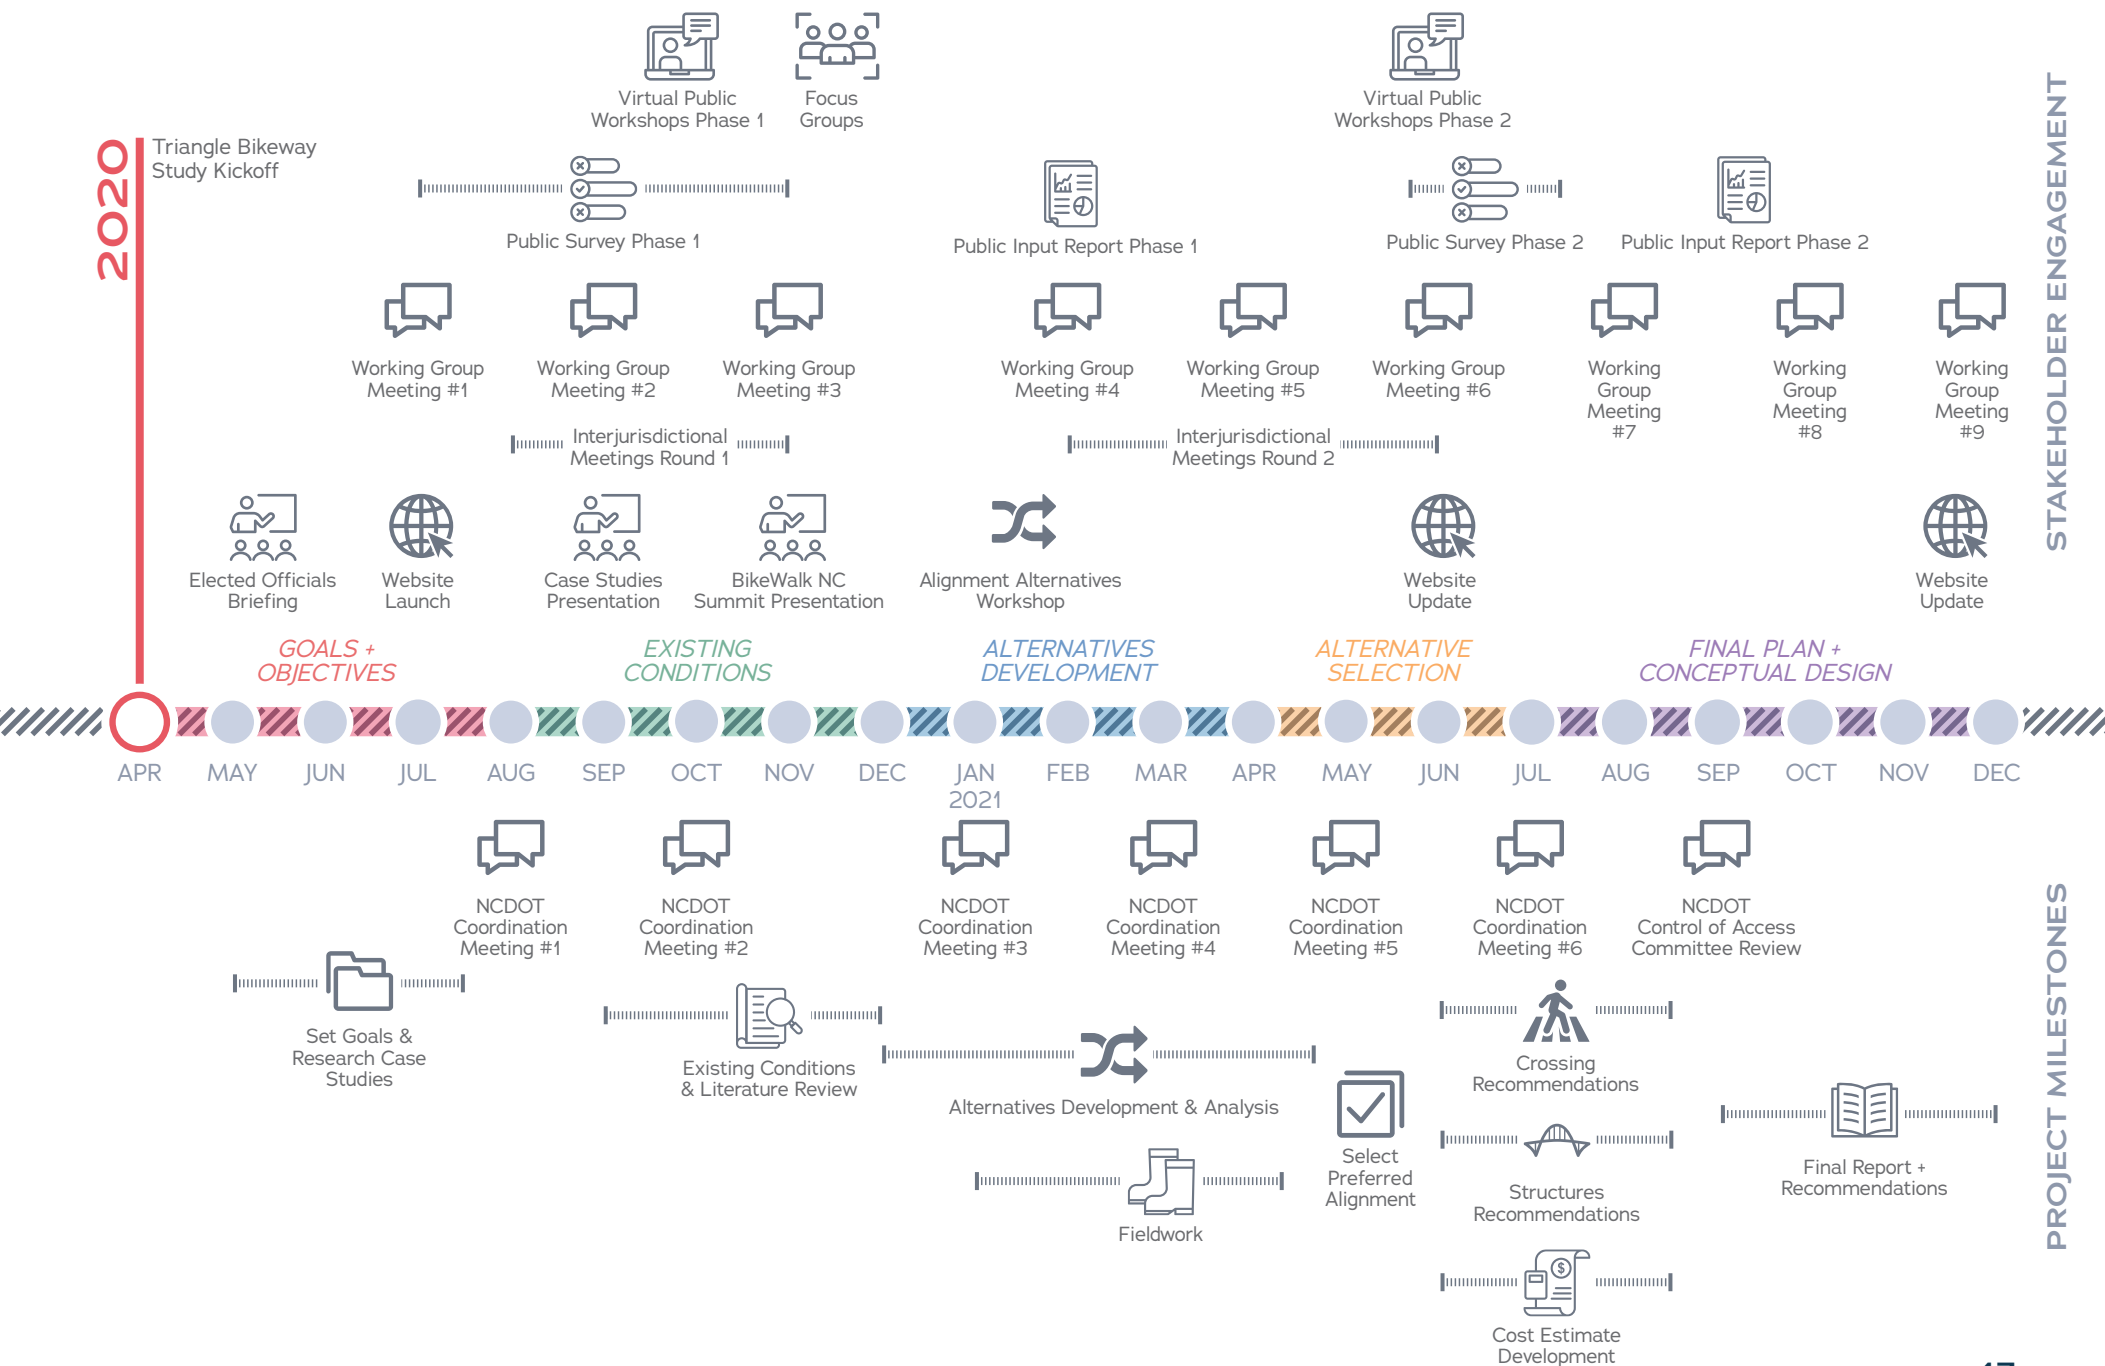 Virtual Public
Workshops Phase 1
Focus
Groups
Virtual Public
Workshops Phase 2
2020
Triangle Bikeway
Study Kickoff
Public Survey Phase 1
Public Input Report Phase 1
Public Survey Phase 2
Public Input Report Phase 2
STAKEHOLDER ENGAGEMENT
Working Group
Meeting #1
Working Group
Meeting #2
Working Group
Meeting #3
Working Group
Meeting #4
Working Group
Meeting #5
Working Group
Meeting #6
Working
Group
Meeting
#7
Working
Group
Meeting
#8
Working
Group
Meeting
#9
Interjurisdictional
Meetings Round 1
Interjurisdictional
Meetings Round 2
Elected Officials
Briefing
Website
Launch
Case Studies
Presentation
BikeWalk NC
Summit Presentation
Alignment Alternatives
Workshop
Website
Update
Website
Update
GOALS +
OBJECTIVES
EXISTING
CONDITIONS
ALTERNATIVES
DEVELOPMENT
ALTERNATIVE
SELECTION
FINAL PLAN +
CONCEPTUAL DESIGN
APR MAY JUN JUL AUG SEP OCT NOV DEC JAN FEB MAR APR MAY JUN JUL AUG SEP OCT NOV DEC
2021
NCDOT
Coordination
Meeting #1
NCDOT
Coordination
Meeting #2
NCDOT
Coordination
Meeting #3
NCDOT
Coordination
Meeting #4
NCDOT
Coordination
Meeting #5
NCDOT
Coordination
Meeting #6
NCDOT
Control of Access
Committee Review
PROJECT MILESTONES
Set Goals &
Research Case
Studies
Existing Conditions
& Literature Review
Alternatives Development & Analysis
Fieldwork
Select
Preferred
Alignment
Crossing
Recommendations
Structures
Recommendations
$
Cost Estimate
Development
Final Report +
Recommendations